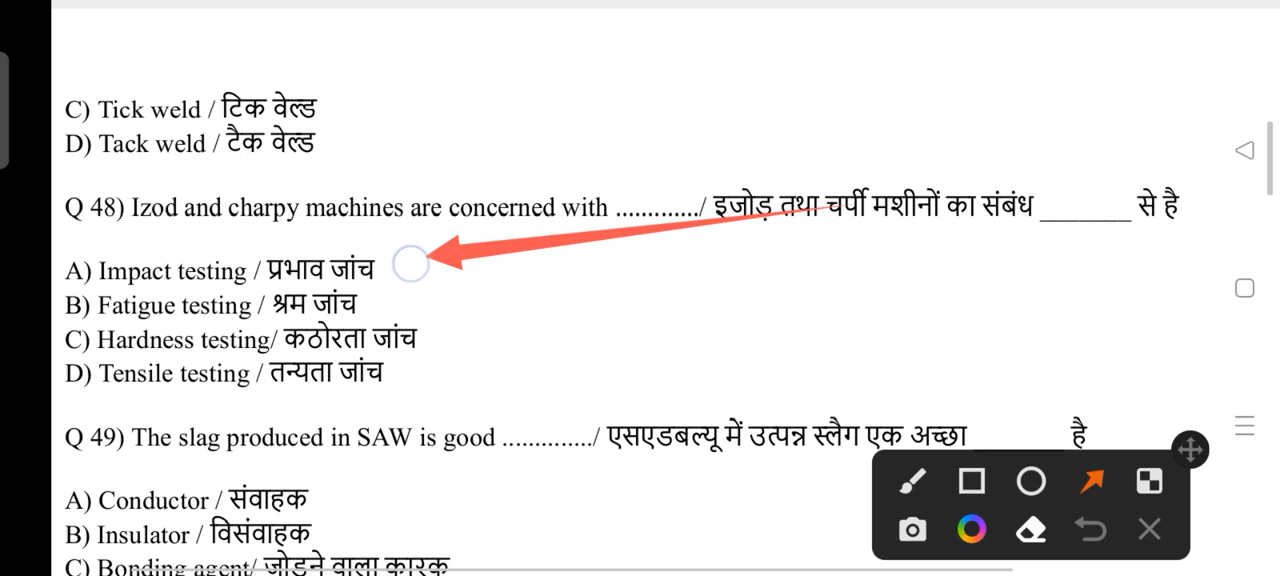 C) Tick weld / टिक वेल्ड
D) Tack weld / टैक वेल्ड
Q 48) Izod and charpy machines are concerned with ............./ इजोड़ तथा चर्पी मशीनों का संबंध _______ से है
A) Impact testing / प्रभाव जांच
B) Fatigue testing / श्रम जांच
C) Hardness testing/ कठोरता जांच
D) Tensile testing / तन्यता जांच
Q 49) The slag produced in SAW is good ............../ एसएडबल्यू में उत्पन्न स्लैग एक अच्छा _______ है
A) Conductor / संवाहक
B) Insulator / विसंवाहक
C) Bonding agent/ जोड़ने वाला कारक